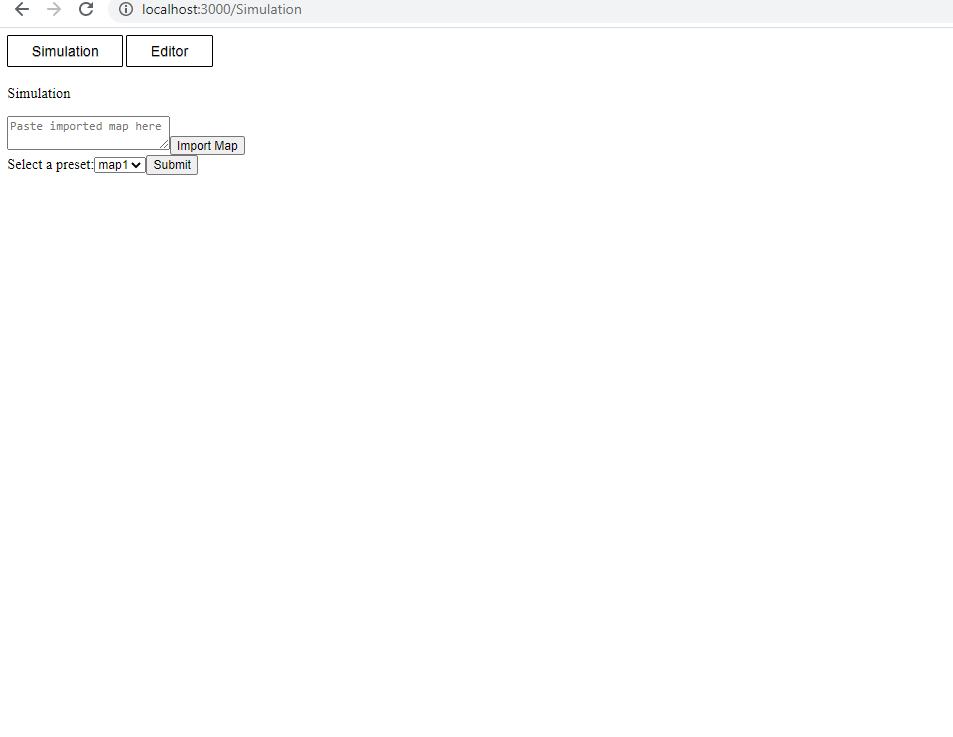 localhost:3000/Simulation
Simulation Editor
Simulation
Paste imported map here
Import Map
Select a preset: map1 Submit